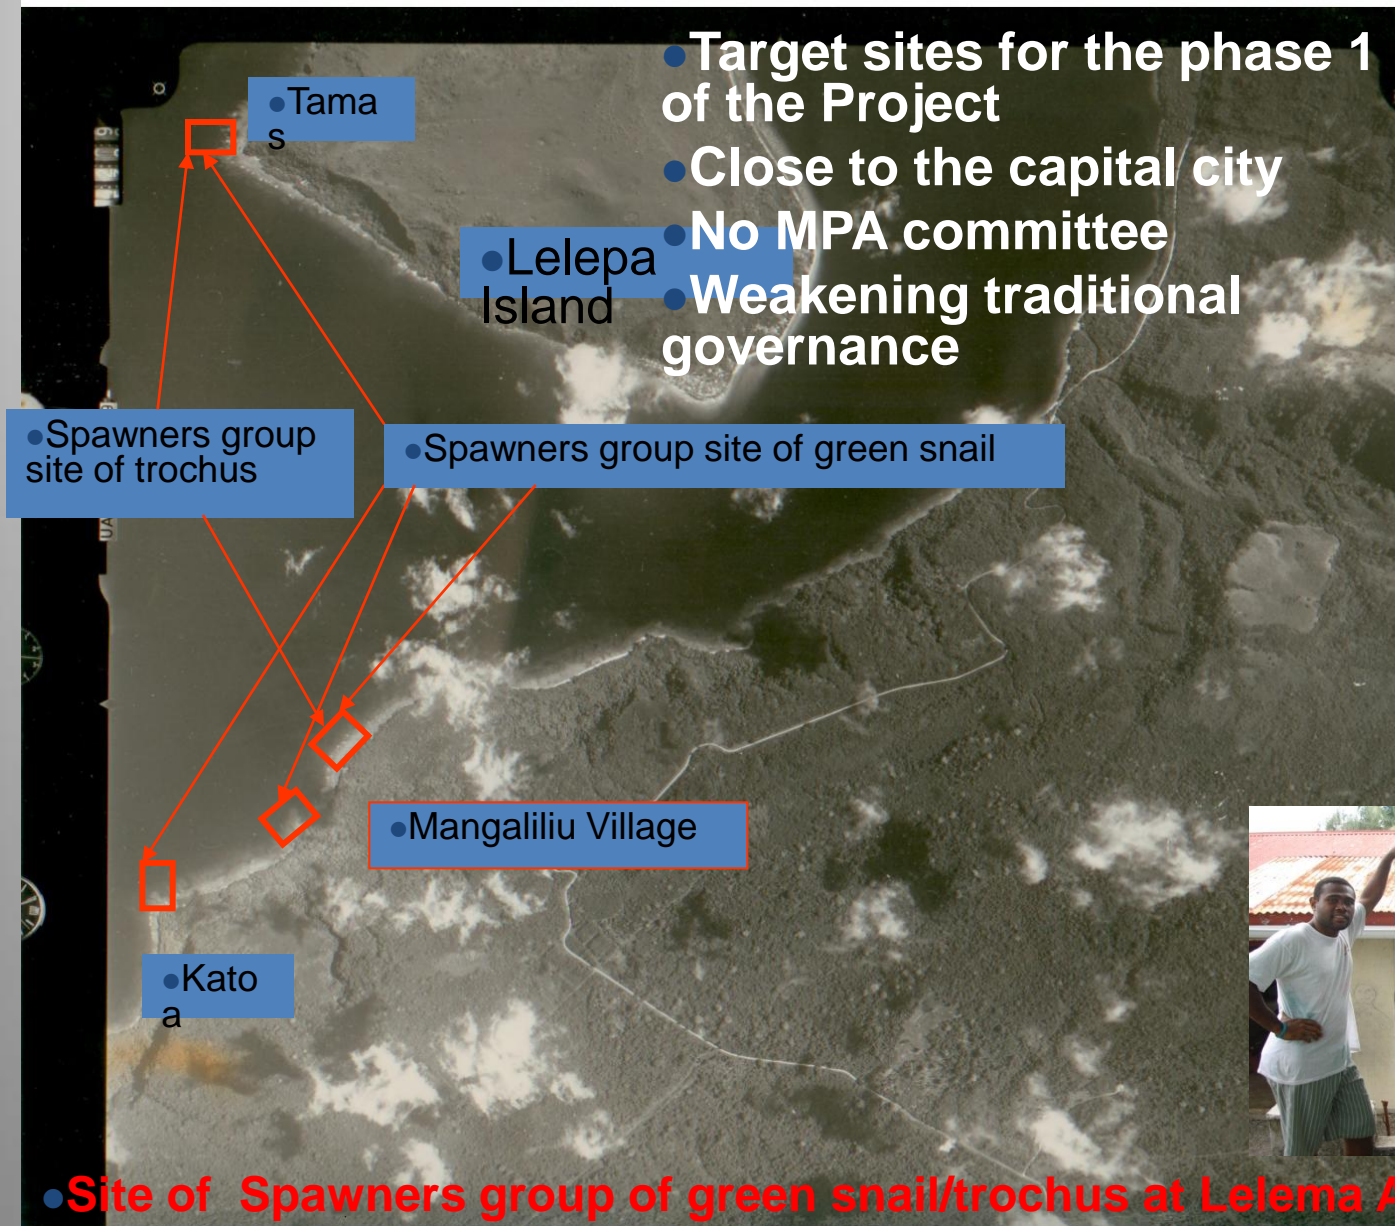 ●Target sites for the phase 1
of the Project
●Close to the capital city
●No MPA committee
●Weakening traditional
governance
●Tama
s
●Lelepa
Island
●Spawners group
site of trochus
●Spawners group site of green snail
●Mangaliliu Village
●Kato
a
●Site of  Spawners group of green snail/trochus at Lelema A